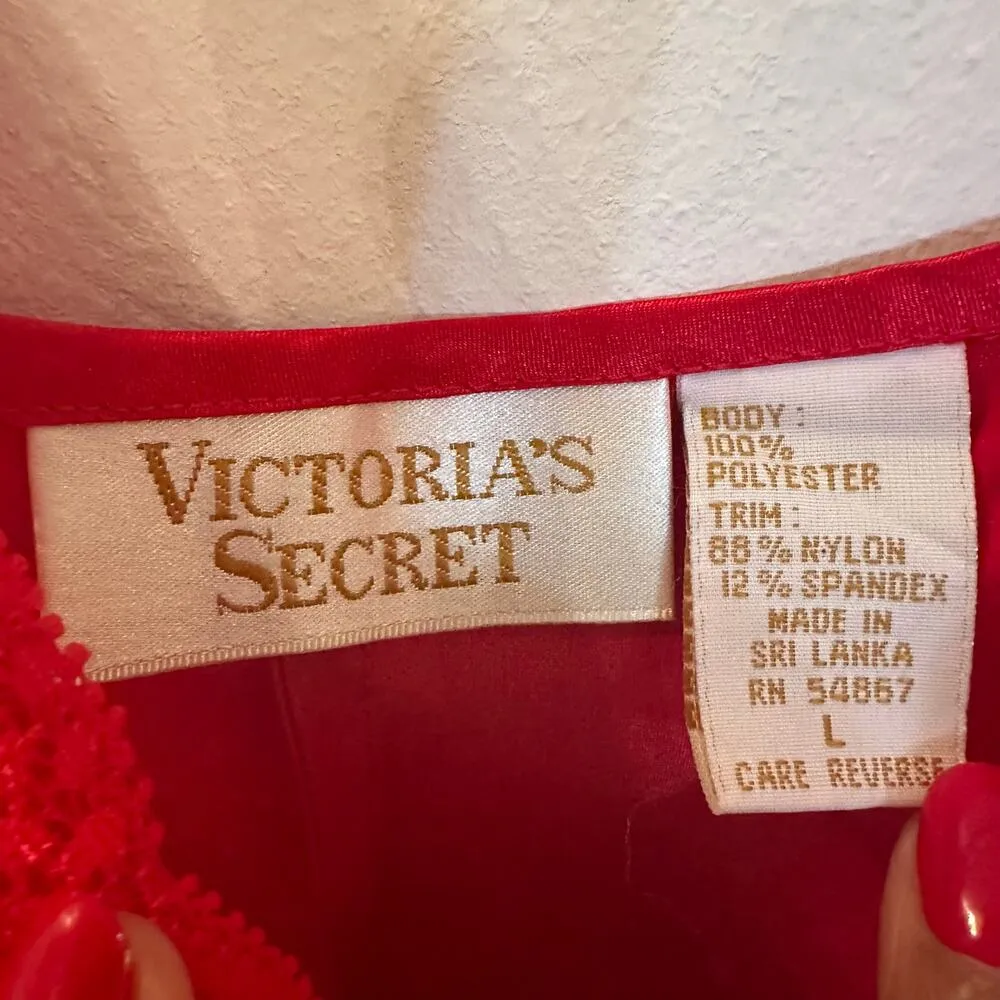 VICTORIA'S
SECRET
BODY:
100%
POLYESTER
TRIM:
88% NYLON
12% SPANDEX
MADE IN
SRI LANKA
RN 54867
L
CARE REVERSE